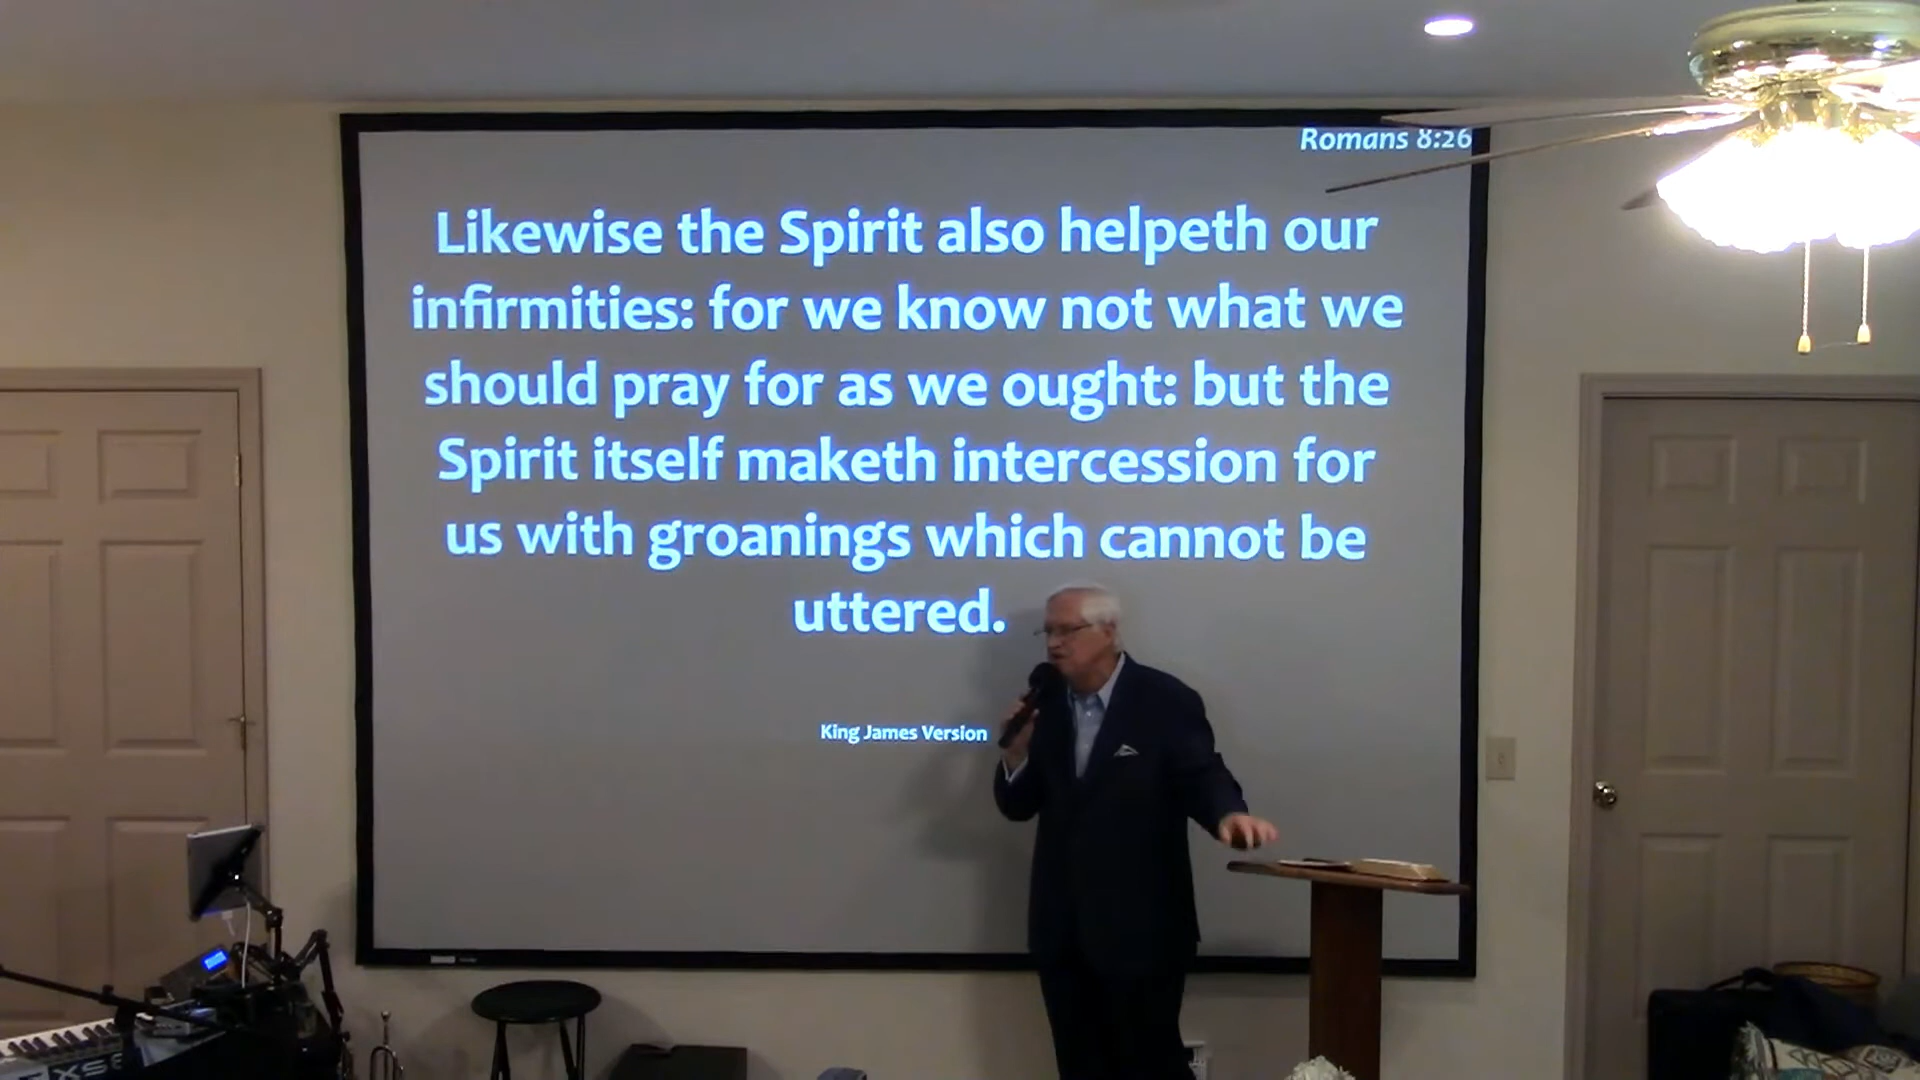 Romans 8:26
Likewise the Spirit also helpeth our
infirmities: for we know not what we
should pray for as we ought: but the
Spirit itself maketh intercession for
us with groanings which cannot be
uttered.
King James Version
XS8